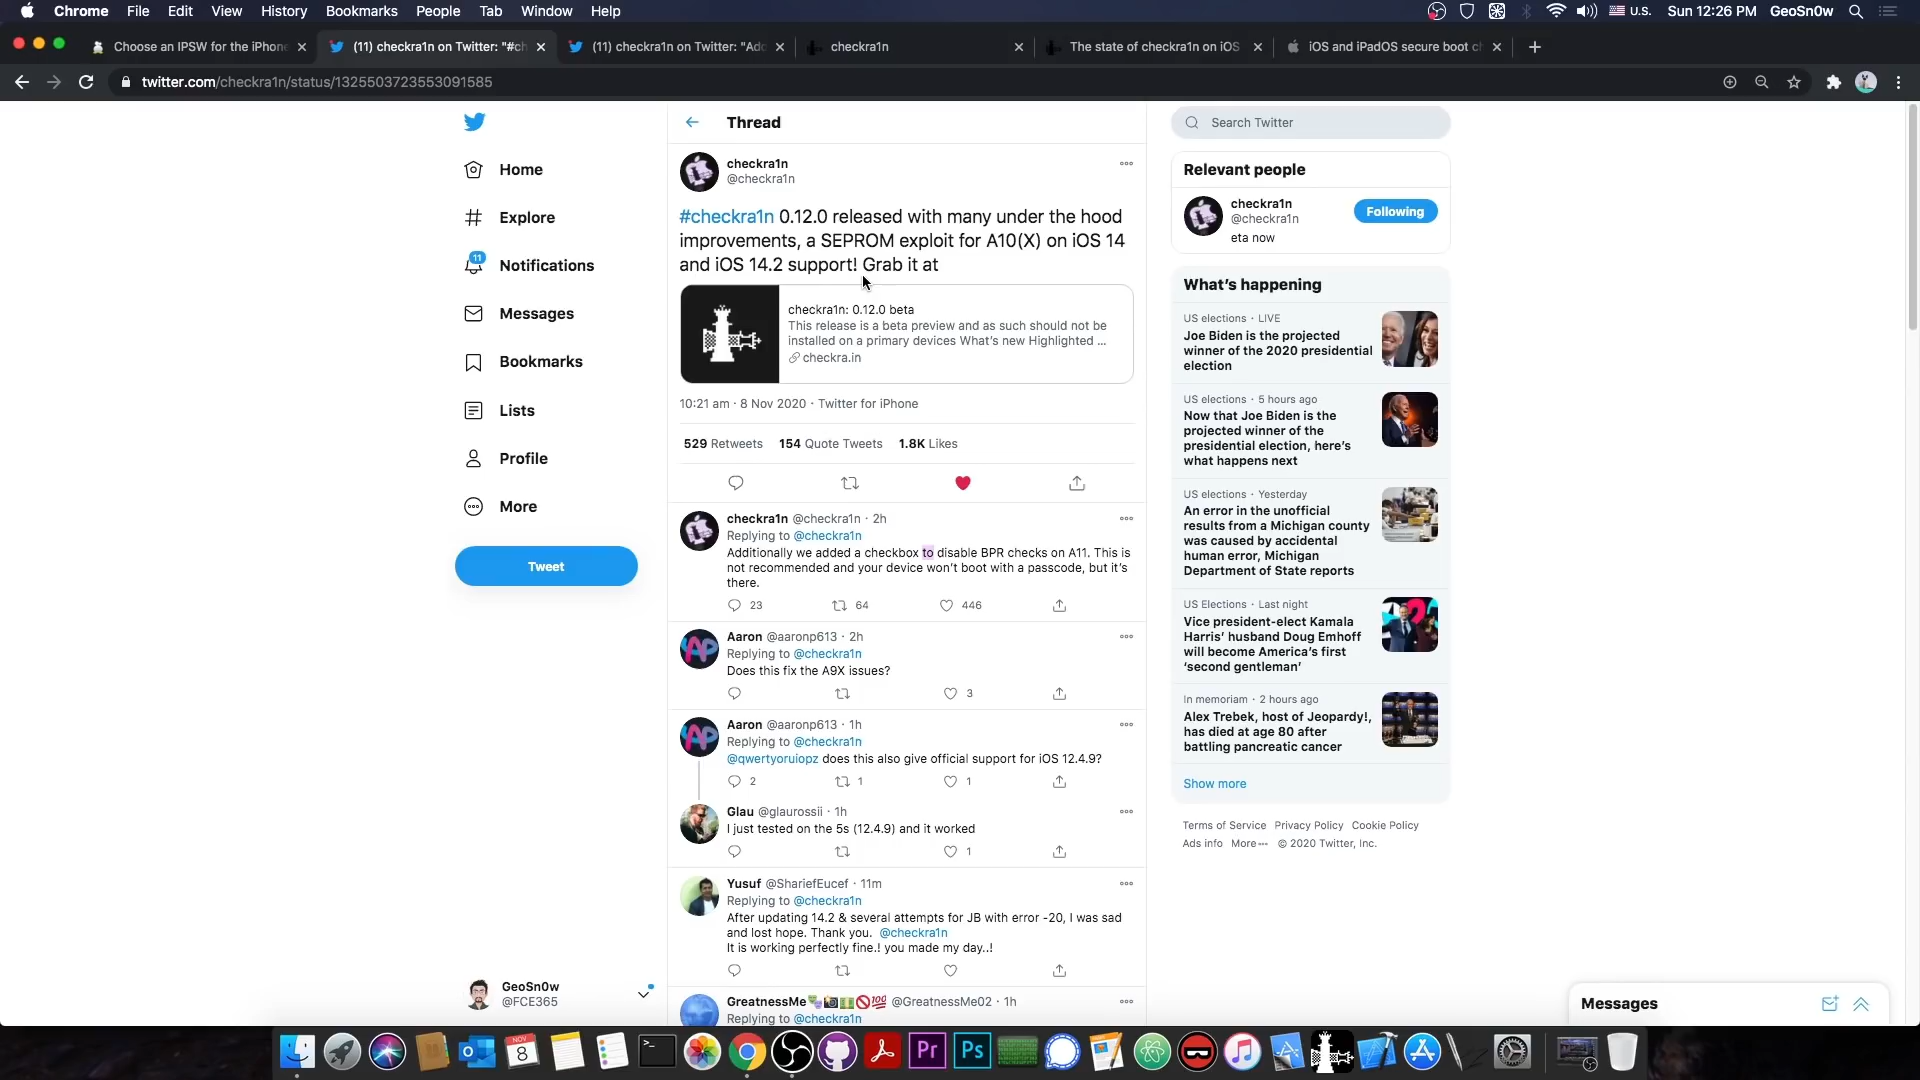 Chrome File Edit View History Bookmarks People Tab Window Help
U.S. Sun 12:26 PM GeoSn0w
Choose an IPSW for the iPhone
(11) checkra1n on Twitter: "#ch
(11) checkra1n on Twitter: "Add
checkra1n
The state of checkra1n on iOS
iOS and iPadOS secure boot ch
twitter.com/checkra1n/status/1325503723553091585
Home
Explore
11
Notifications
Messages
Bookmarks
Lists
Profile
More
Tweet
GeoSn0w
@FCE365
Thread
checkra1n
@checkra1n
#checkra1n 0.12.0 released with many under the hood
improvements, a SEPROM exploit for A10(X) on iOS 14
and iOS 14.2 support! Grab it at
checkra1n: 0.12.0 beta
This release is a beta preview and as such should not be
installed on a primary devices What's new Highlighted ...
checkra.in
10:21 am · 8 Nov 2020 · Twitter for iPhone
529 Retweets 154 Quote Tweets 1.8K Likes
checkra1n @checkra1n · 2h
Replying to @checkra1n
Additionally we added a checkbox to disable BPR checks on A11. This is
not recommended and your device won't boot with a passcode, but it's
there.
23 64 446
Aaron @aaronp613 · 2h
Replying to @checkra1n
Does this fix the A9X issues?
3
Aaron @aaronp613 · 1h
Replying to @checkra1n
@qwertyoruiopz does this also give official support for iOS 12.4.9?
2 1 1
Glau @glaurossii · 1h
I just tested on the 5s (12.4.9) and it worked
1
Yusuf @ShariefEucef · 11m
Replying to @checkra1n
After updating 14.2 & several attempts for JB with error -20, I was sad
and lost hope. Thank you. @checkra1n
It is working perfectly fine.! you made my day..!
GreatnessMe @GreatnessMe02 · 1h
Replying to @checkra1n
Search Twitter
Relevant people
checkra1n
@checkra1n
Following
eta now
What's happening
US elections · LIVE
Joe Biden is the projected
winner of the 2020 presidential
election
US elections · 5 hours ago
Now that Joe Biden is the
projected winner of the
presidential election, here's
what happens next
US elections · Yesterday
An error in the unofficial
results from a Michigan county
was caused by accidental
human error, Michigan
Department of State reports
US Elections · Last night
Vice president-elect Kamala
Harris' husband Doug Emhoff
will become America's first
'second gentleman'
In memoriam · 2 hours ago
Alex Trebek, host of Jeopardy!,
has died at age 80 after
battling pancreatic cancer
Show more
Terms of Service Privacy Policy Cookie Policy
Ads info More © 2020 Twitter, Inc.
Messages
NOV
8
Pr
Ps